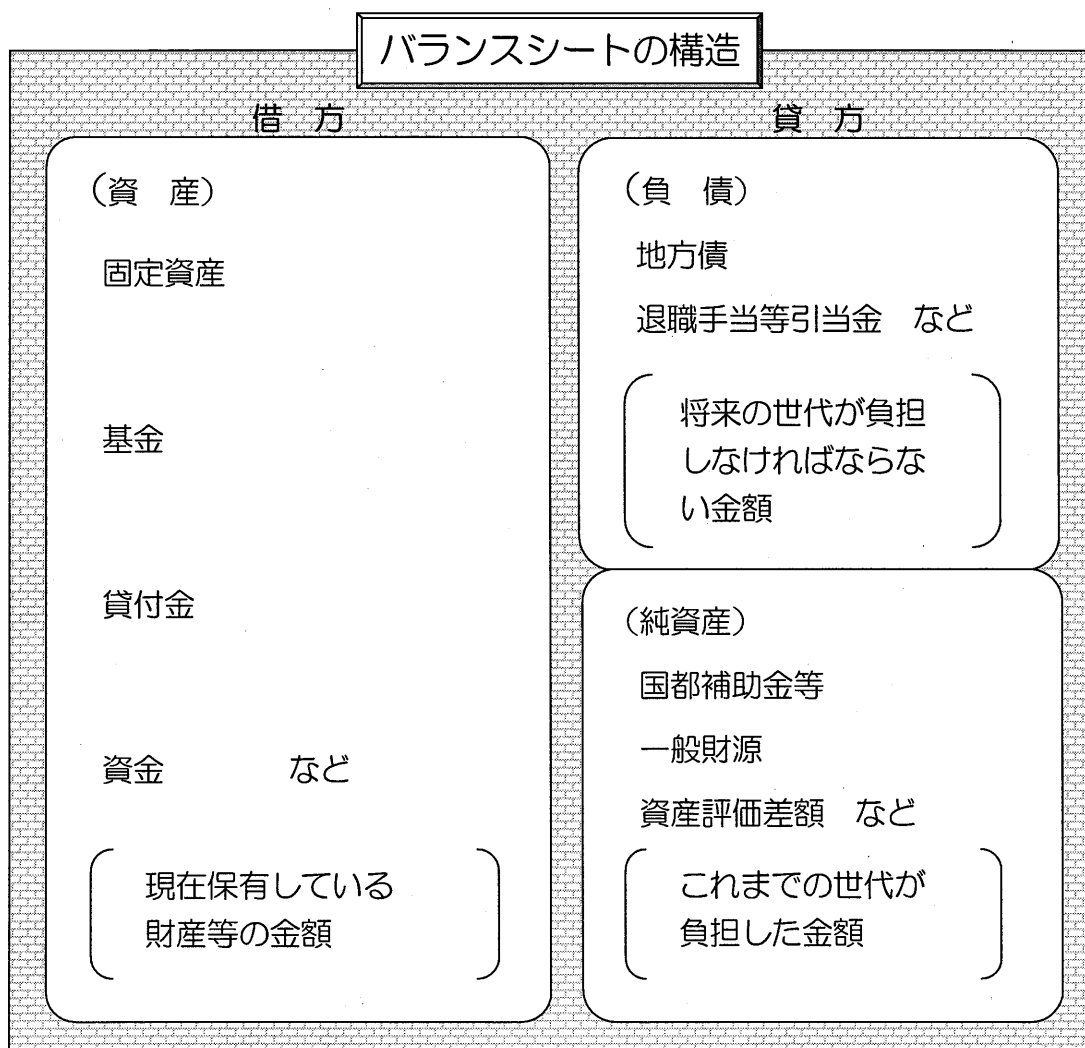 バランスシートの構造
借 方
(資 産)
固定資産
基金
貸付金
資金 など
現在保有している
財産等の金額
貸 方
(負 債)
地方債
退職手当等引当金 など
将来の世代が負担
しなければならな
い金額
(純資産)
国都補助金等
一般財源
資産評価差額 など
これまでの世代が
負担した金額